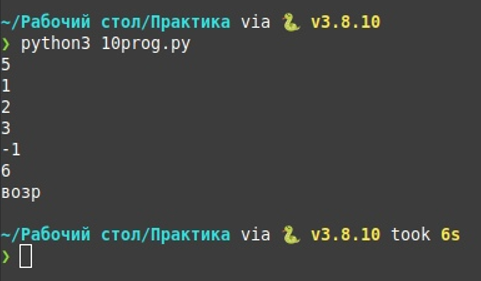 ~/Рабочий стол/Практика via 🐍 v3.8.10
❯ python3 10prog.py
5
1
2
3
-1
6
возр
~/Рабочий стол/Практика via 🐍 v3.8.10 took 6s
❯